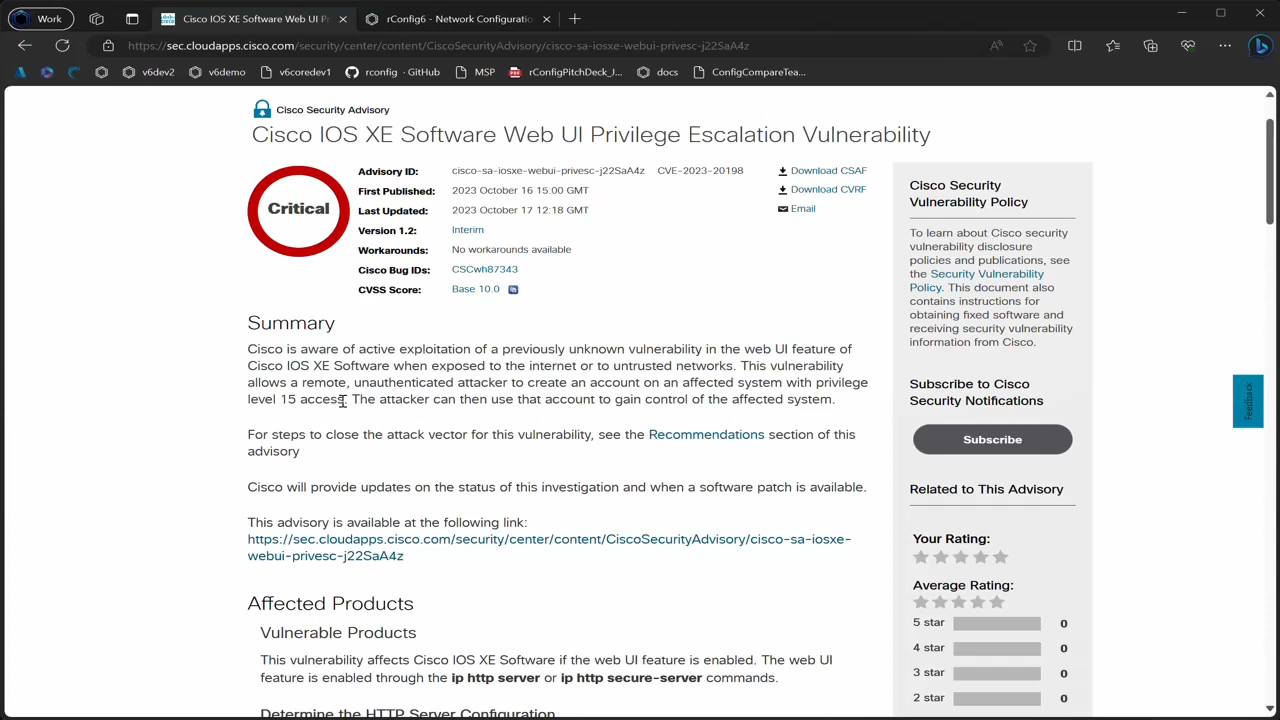 Work
Cisco IOS XE Software Web UI Pr
rConfig6 - Network Configuratio
https://sec.cloudapps.cisco.com/security/center/content/CiscoSecurityAdvisory/cisco-sa-iosxe-webui-privesc-j22SaA4z
v6dev2
v6demo
v6coredev1
rconfig · GitHub
MSP
rConfigPitchDeck_J...
docs
ConfigCompareTea...
Cisco Security Advisory
Cisco IOS XE Software Web UI Privilege Escalation Vulnerability
Critical
Advisory ID: cisco-sa-iosxe-webui-privesc-j22SaA4z CVE-2023-20198
First Published: 2023 October 16 15:00 GMT
Last Updated: 2023 October 17 12:18 GMT
Version 1.2: Interim
Workarounds: No workarounds available
Cisco Bug IDs: CSCwh87343
CVSS Score: Base 10.0
Download CSAF
Download CVRF
Email
Summary
Cisco is aware of active exploitation of a previously unknown vulnerability in the web UI feature of
Cisco IOS XE Software when exposed to the internet or to untrusted networks. This vulnerability
allows a remote, unauthenticated attacker to create an account on an affected system with privilege
level 15 access. The attacker can then use that account to gain control of the affected system.
For steps to close the attack vector for this vulnerability, see the Recommendations section of this
advisory
Cisco will provide updates on the status of this investigation and when a software patch is available.
This advisory is available at the following link:
https://sec.cloudapps.cisco.com/security/center/content/CiscoSecurityAdvisory/cisco-sa-iosxe-
webui-privesc-j22SaA4z
Affected Products
Vulnerable Products
This vulnerability affects Cisco IOS XE Software if the web UI feature is enabled. The web UI
feature is enabled through the ip http server or ip http secure-server commands.
Determine the HTTP Server Configuration
Cisco Security
Vulnerability Policy
To learn about Cisco security
vulnerability disclosure
policies and publications, see
the Security Vulnerability
Policy. This document also
contains instructions for
obtaining fixed software and
receiving security vulnerability
information from Cisco.
Subscribe to Cisco
Security Notifications
Subscribe
Related to This Advisory
Your Rating:
Average Rating:
5 star 0
4 star 0
3 star 0
2 star 0
Feedback